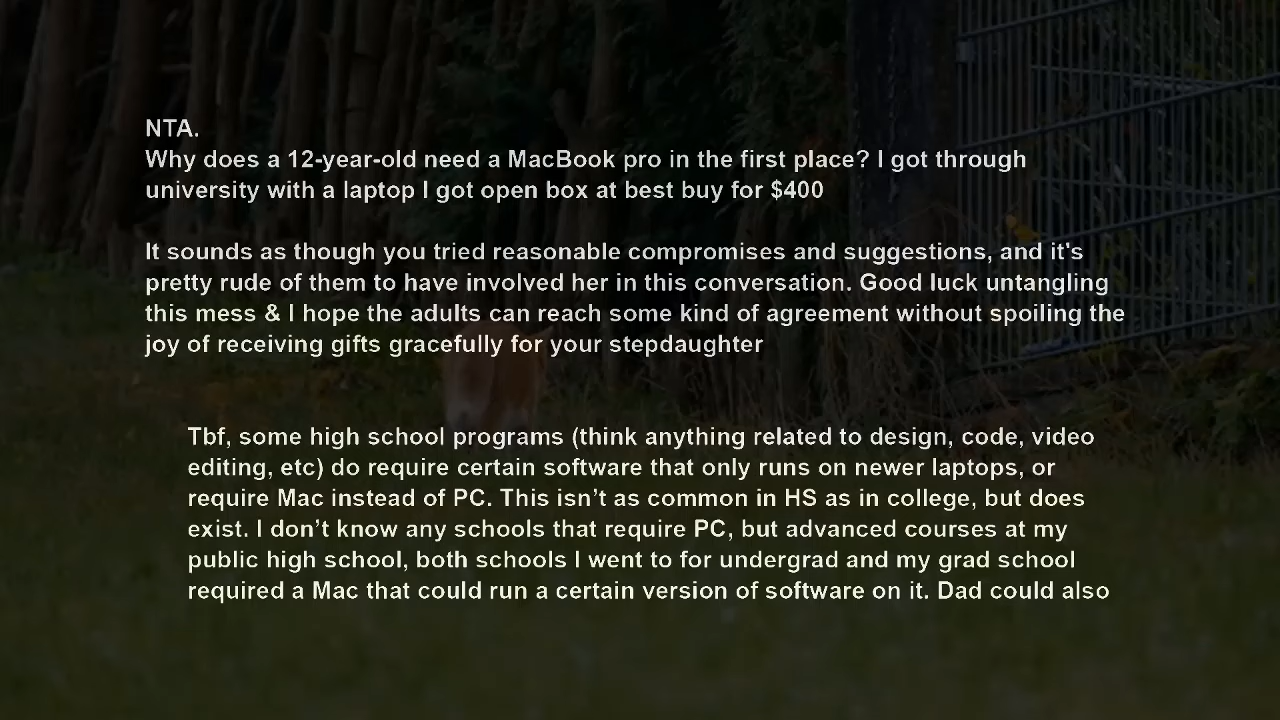 NTA.
Why does a 12-year-old need a MacBook pro in the first place? I got through
university with a laptop I got open box at best buy for $400
It sounds as though you tried reasonable compromises and suggestions, and it's
pretty rude of them to have involved her in this conversation. Good luck untangling
this mess & I hope the adults can reach some kind of agreement without spoiling the
joy of receiving gifts gracefully for your stepdaughter
Tbf, some high school programs (think anything related to design, code, video
editing, etc) do require certain software that only runs on newer laptops, or
require Mac instead of PC. This isn’t as common in HS as in college, but does
exist. I don’t know any schools that require PC, but advanced courses at my
public high school, both schools I went to for undergrad and my grad school
required a Mac that could run a certain version of software on it. Dad could also